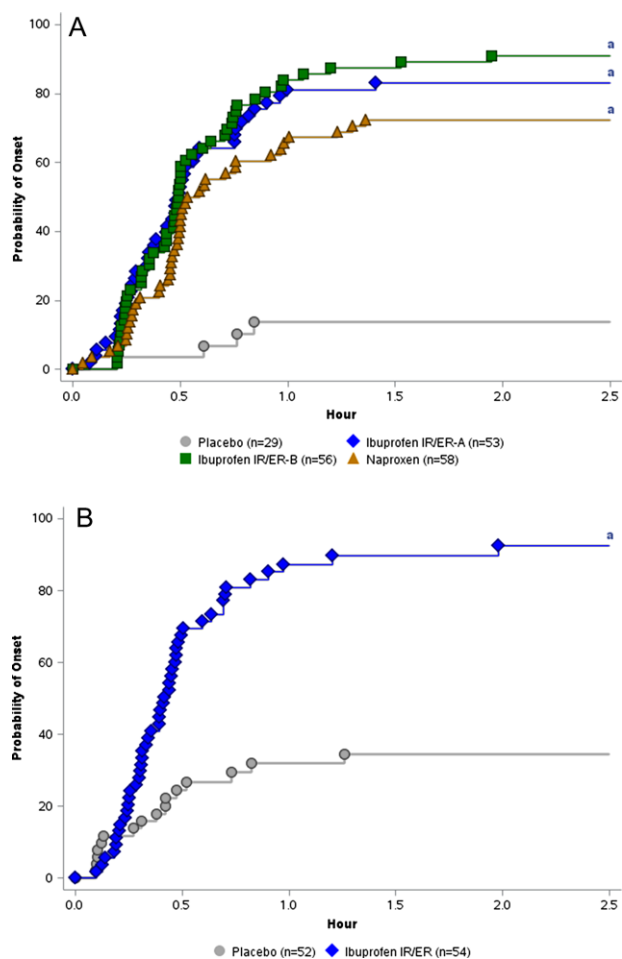 A
100
80
60
40
20
0
Probability of Onset
a
a
a
0.0 0.5 1.0 1.5 2.0 2.5
Hour
Placebo (n=29) Ibuprofen IR/ER-A (n=53)
Ibuprofen IR/ER-B (n=56) Naproxen (n=58)
B
100
80
60
40
20
0
Probability of Onset
a
0.0 0.5 1.0 1.5 2.0 2.5
Hour
Placebo (n=52) Ibuprofen IR/ER (n=54)